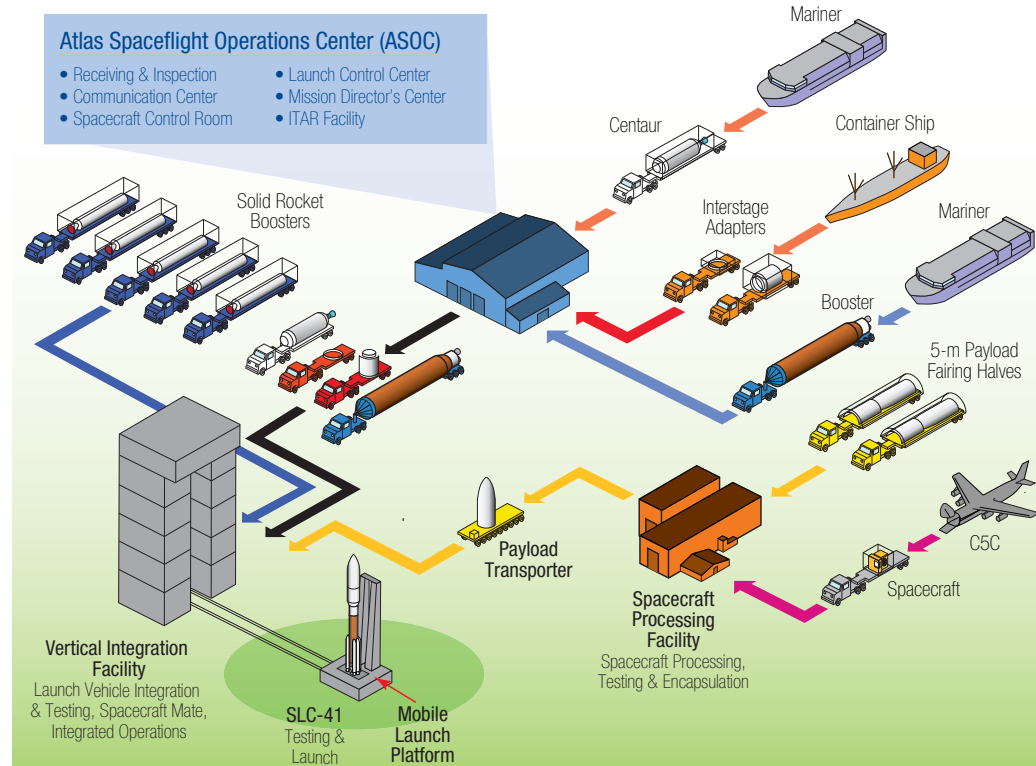 Atlas Spaceflight Operations Center (ASOC)
• Receiving & Inspection
• Communication Center
• Spacecraft Control Room
• Launch Control Center
• Mission Director's Center
• ITAR Facility
Mariner
Centaur
Container Ship
Solid Rocket
Boosters
Interstage
Adapters
Mariner
Booster
5-m Payload
Fairing Halves
C5C
Spacecraft
Payload
Transporter
Spacecraft
Processing
Facility
Spacecraft Processing,
Testing & Encapsulation
Vertical Integration
Facility
Launch Vehicle Integration
& Testing, Spacecraft Mate,
Integrated Operations
SLC-41
Testing &
Launch
Mobile
Launch
Platform